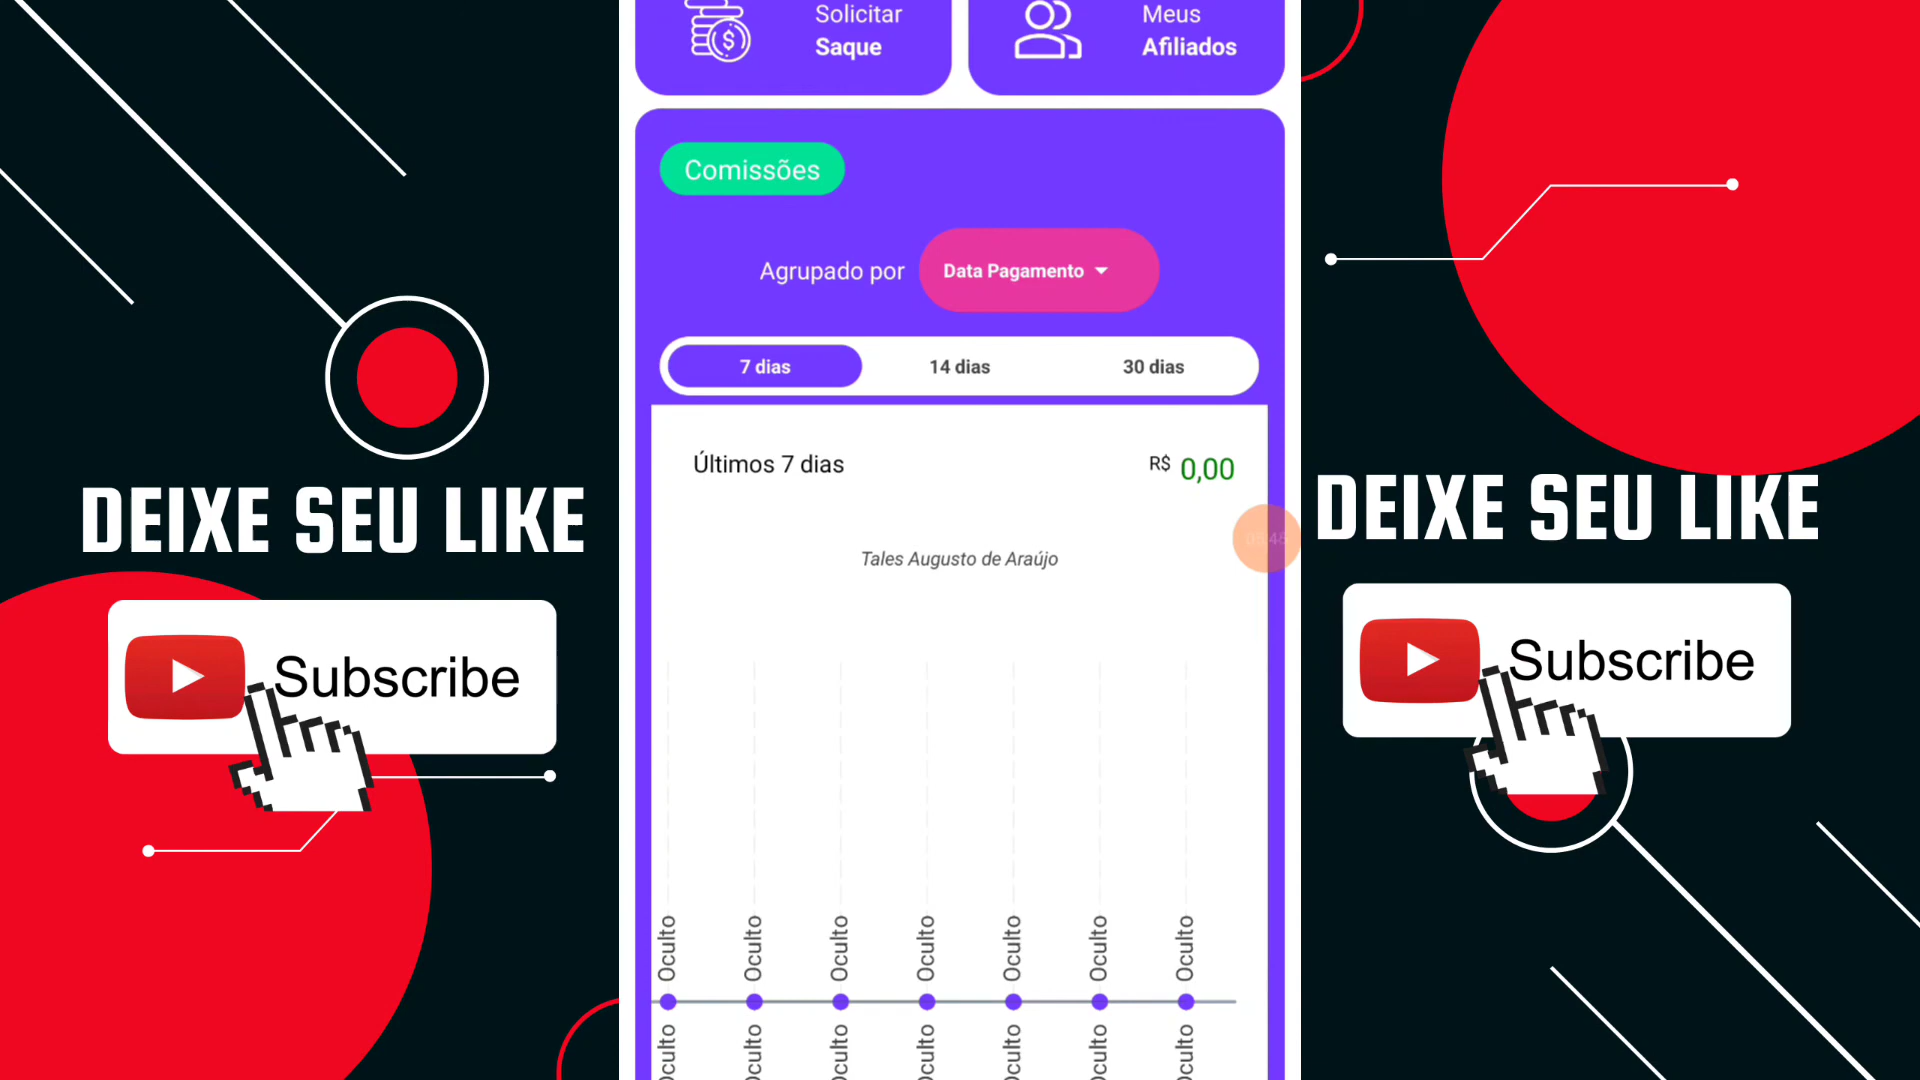 Solicitar
Saque
Meus
Afiliados
Comissões
Agrupado por
Data Pagamento
7 dias
14 dias
30 dias
Últimos 7 dias
R$ 0,00
Tales Augusto de Araújo
Oculto
Oculto
Oculto
Oculto
Oculto
Oculto
Oculto
DEIXE SEU LIKE
Subscribe
DEIXE SEU LIKE
Subscribe